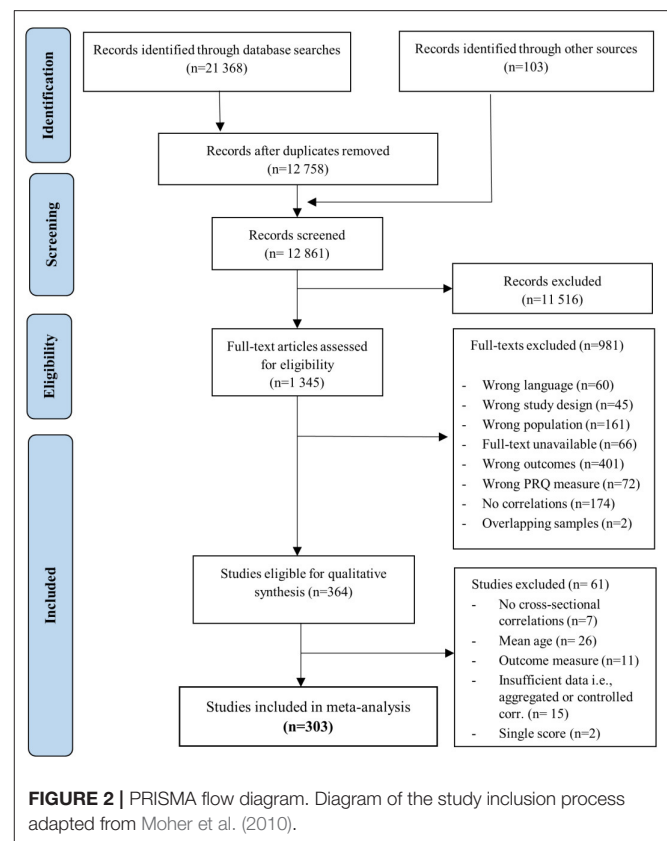 Identification
Records identified through database searches
(n=21 368)
Records identified through other sources
(n=103)
Records after duplicates removed
(n=12 758)
Screening
Records screened
(n= 12 861)
Records excluded
(n=11 516)
Eligibility
Full-text articles assessed
for eligibility
(n=1 345)
Full-texts excluded (n=981)
- Wrong language (n=60)
- Wrong study design (n=45)
- Wrong population (n=161)
- Full-text unavailable (n=66)
- Wrong outcomes (n=401)
- Wrong PRQ measure (n=72)
- No correlations (n=174)
- Overlapping samples (n=2)
Included
Studies eligible for qualitative
synthesis (n=364)
Studies excluded (n= 61)
- No cross-sectional
correlations (n=7)
- Mean age (n= 26)
- Outcome measure (n=11)
- Insufficient data i.e.,
aggregated or controlled
corr. (n= 15)
- Single score (n=2)
Studies included in meta-analysis
(n=303)
FIGURE 2 | PRISMA flow diagram. Diagram of the study inclusion process
adapted from Moher et al. (2010).